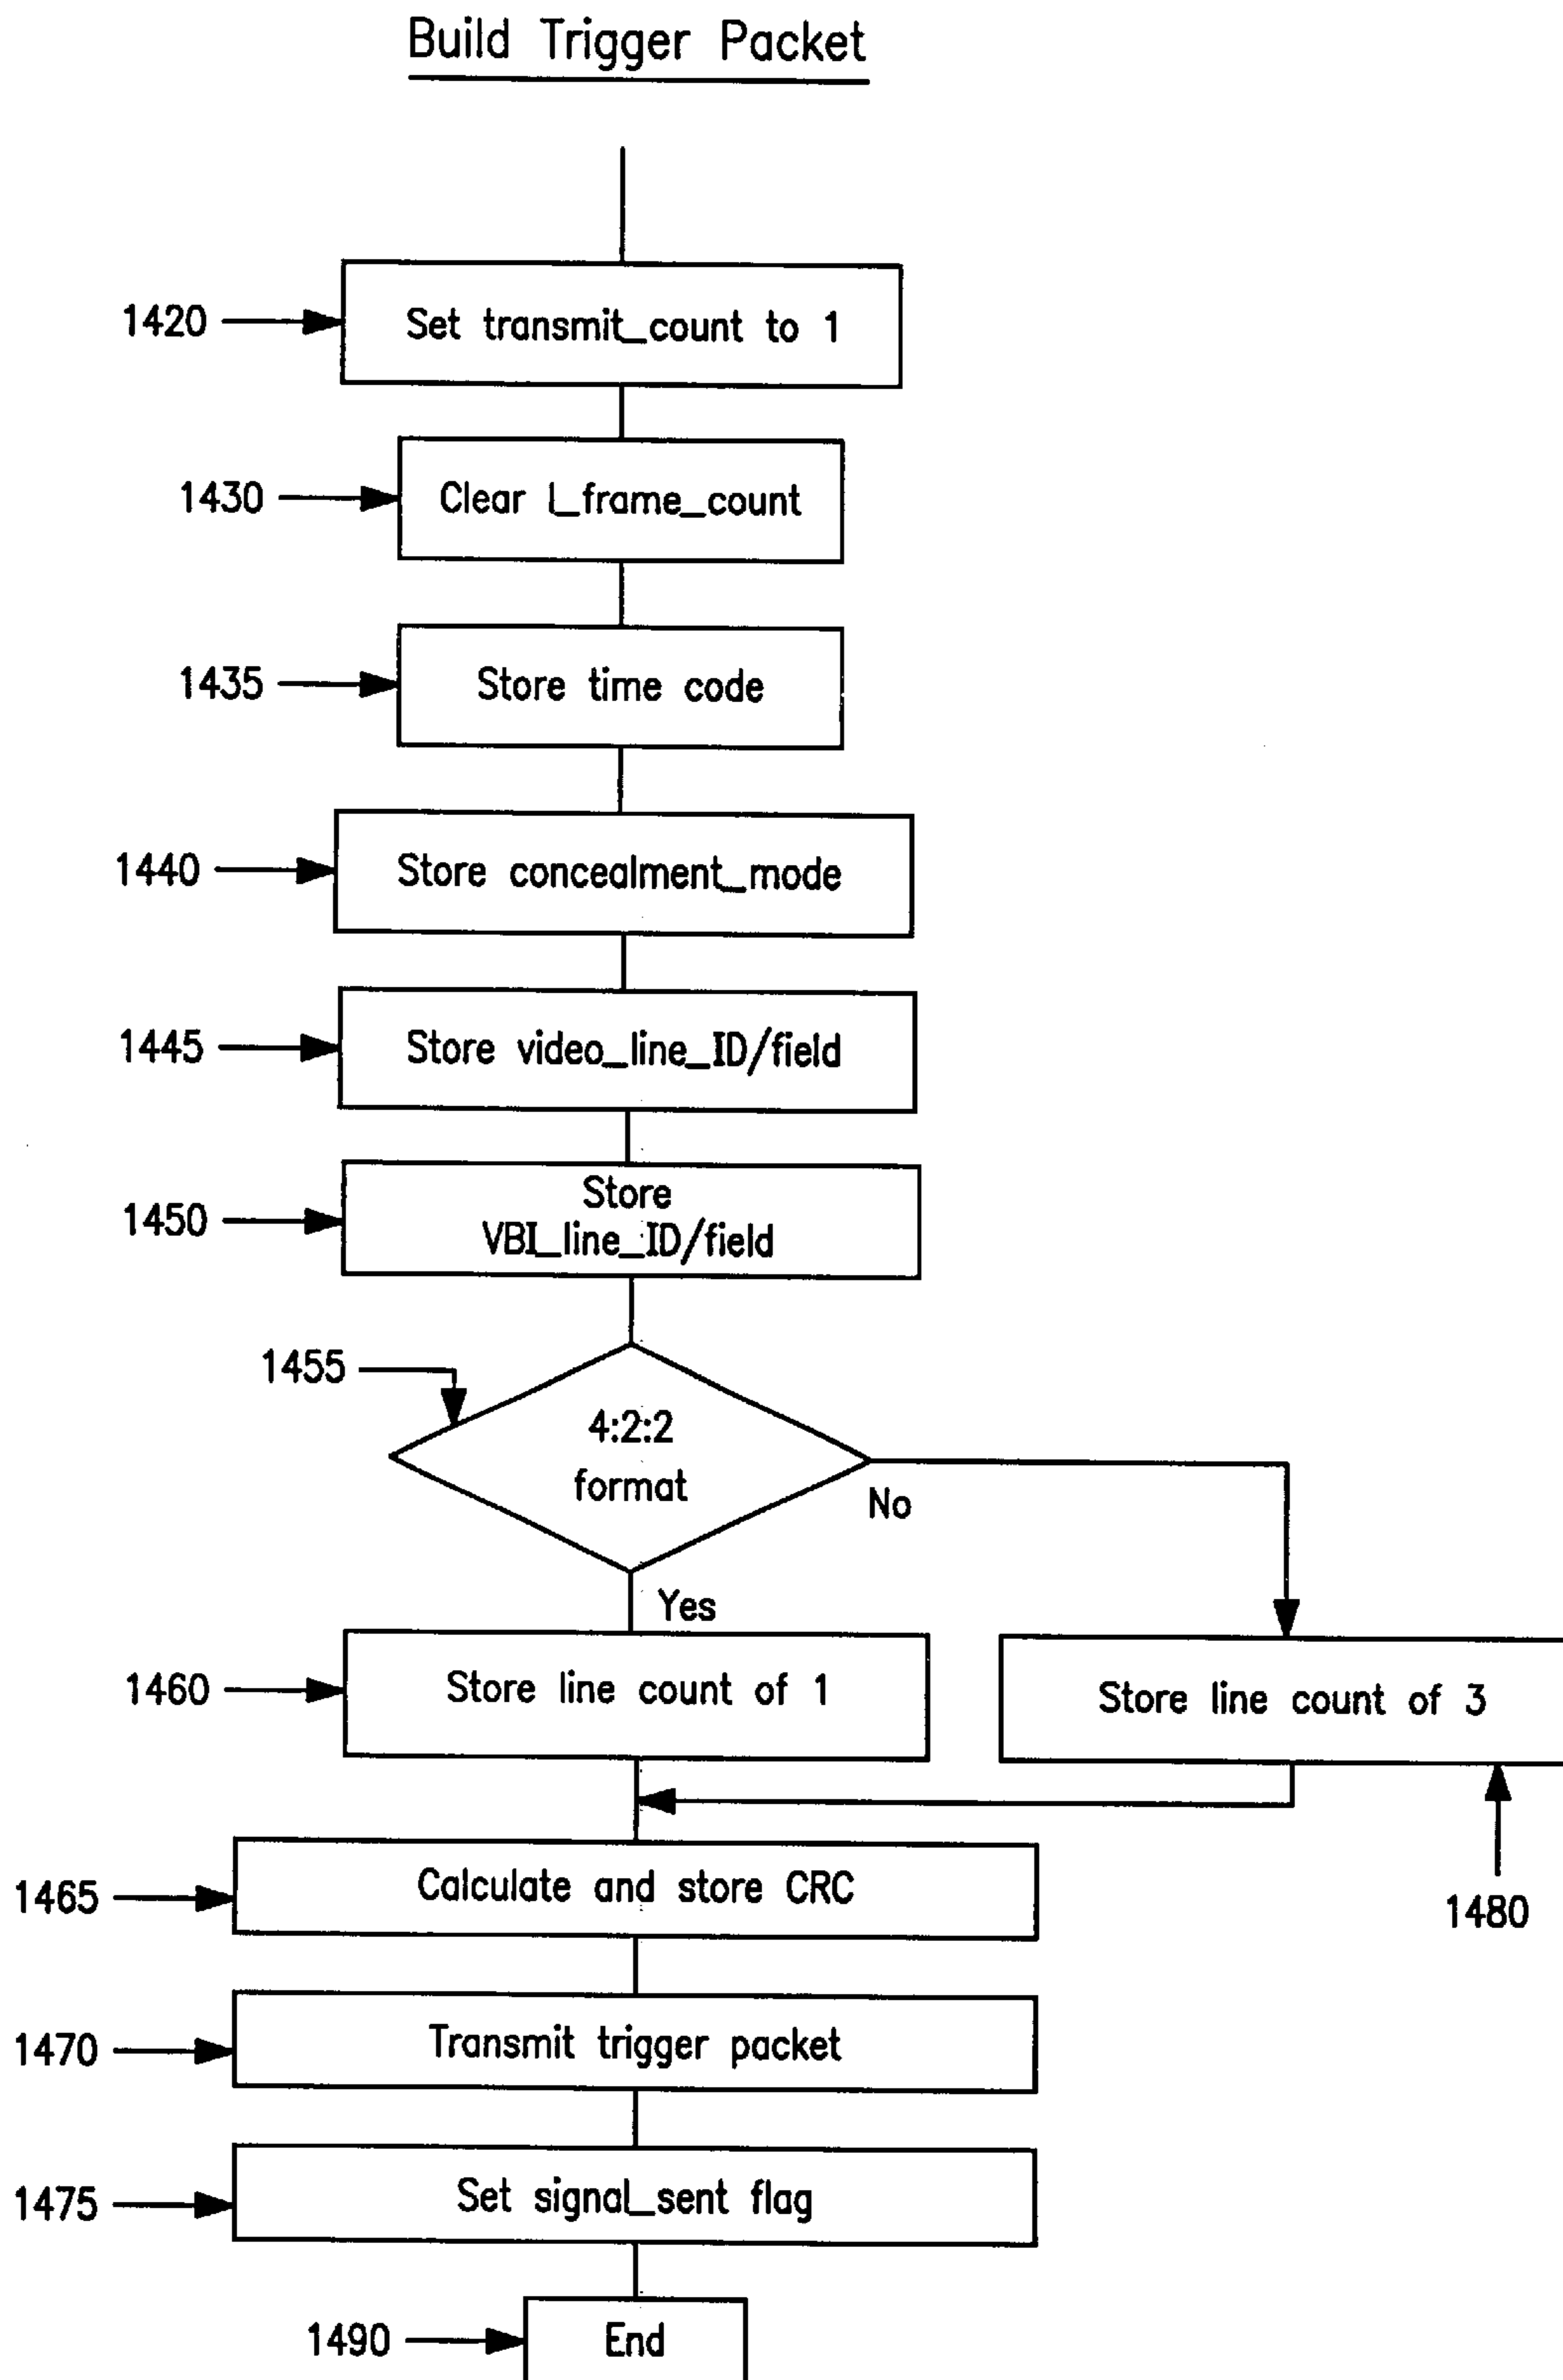 Build Trigger Packet
1420
Set transmit_count to 1
1430
Clear I_frame_count
1435
Store time code
1440
Store concealment_mode
1445
Store video_line_ID/field
1450
Store
VBI_line_ID/field
1455
4:2:2
format
No
Yes
1460
Store line count of 1
Store line count of 3
1465
Calculate and store CRC
1480
1470
Transmit trigger packet
1475
Set signal_sent flag
1490
End